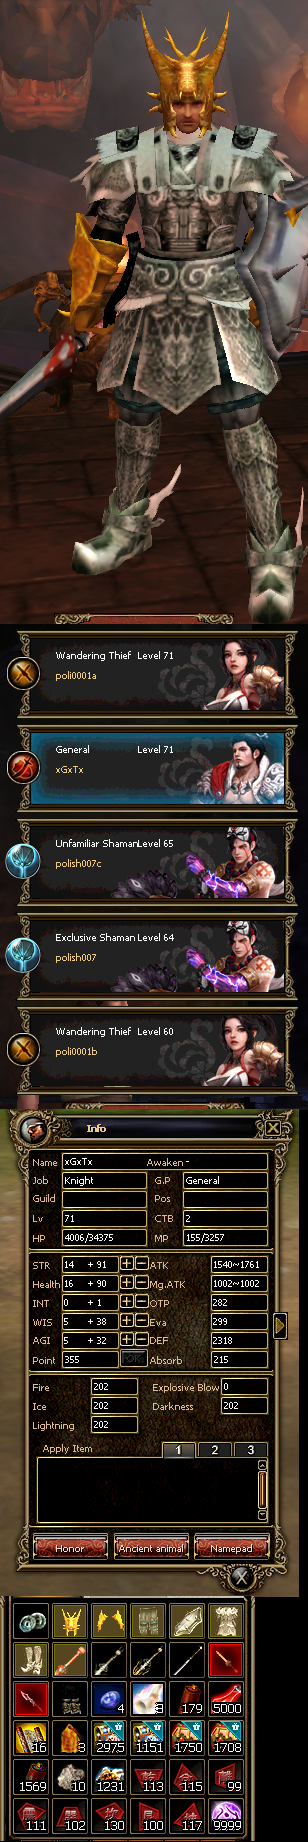 Wandering Thief Level 71
poli0001a
General Level 71
xGxTx
Unfamiliar ShamanLevel 65
polish007c
Exclusive Shaman Level 64
polish007
Wandering Thief Level 60
poli0001b
Info
Name xGxTx Awaken -
Job Knight G.P General
Guild Pos
Lv 71 CTB 2
HP 4006/34375 MP 155/3257
STR 14 + 91 ATK 1540~1761
Health 16 + 90 Mg.ATK 1002~1002
INT 0 + 1 OTP 282
WIS 5 + 38 Eva 299
AGI 5 + 32 DEF 2318
Point 355 Absorb 215
Fire 202 Explosive Blow 0
Ice 202 Darkness 202
Lightning 202
Apply Item 1 2 3
Honor Ancient animal Namepad
4 8 179 5000
16 3 2975 1151 1750 1708
1569 10 1231 113 115 99
111 102 130 100 117 9999